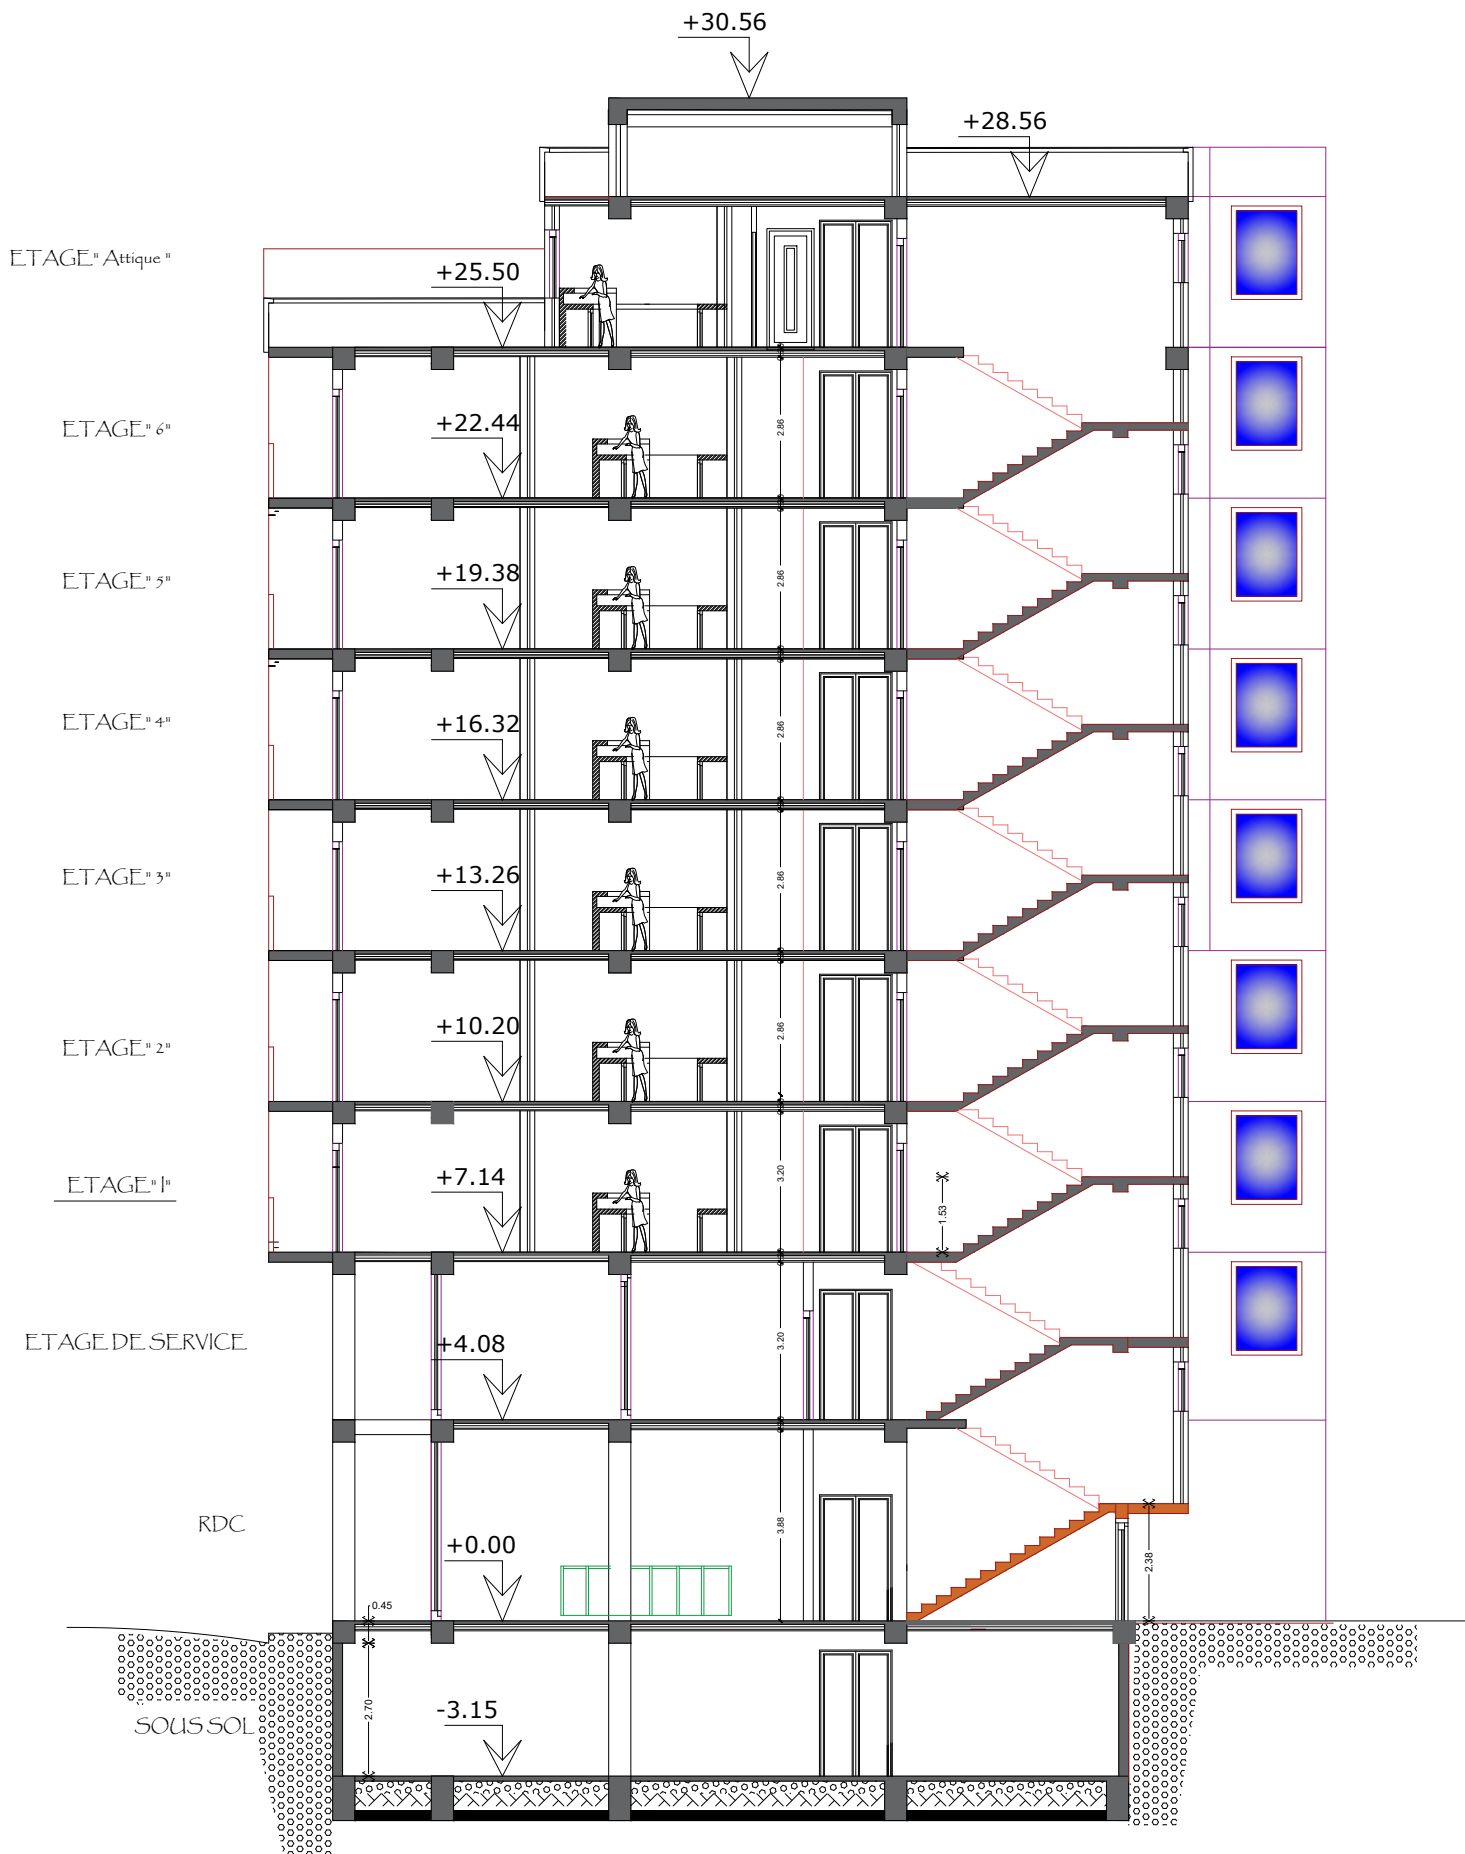 +30.56
+28.56
ETAGE" Attique "
+25.50
ETAGE" 6"
+22.44
2.86
ETAGE" 5"
+19.38
2.86
ETAGE" 4"
+16.32
2.86
ETAGE" 3"
+13.26
2.86
ETAGE" 2"
+10.20
2.86
ETAGE" 1"
+7.14
3.20
1.53
ETAGE DE SERVICE
+4.08
3.20
RDC
+0.00
3.88
2.38
0.45
2.70
SOUS SOL
-3.15